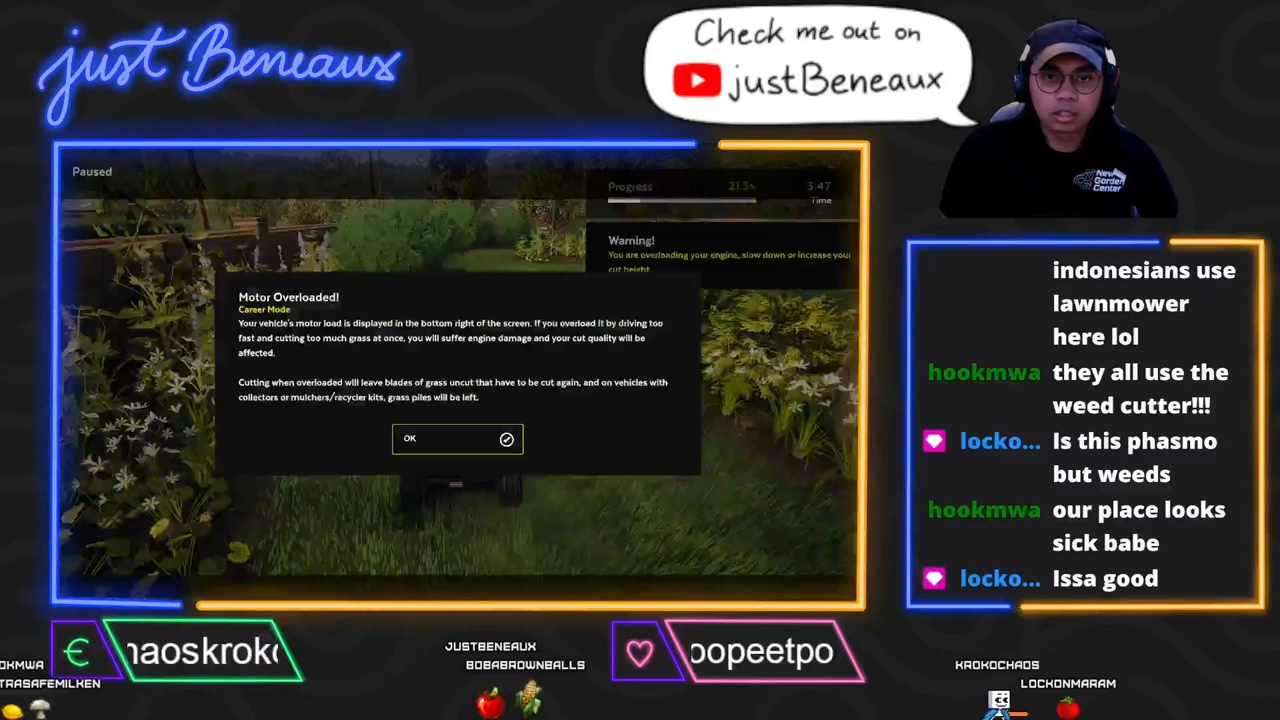 just Beneaux
Check me out on
justBeneaux
New
Garden
Center
Paused
Progress
21.3%
3:47
Time
Warning!
You are overloading your engine, slow down or increase your
cut height
Motor Overloaded!
Career Mode
Your vehicle's motor load is displayed in the bottom right of the screen. If you overload it by driving too
fast and cutting too much grass at once, you will suffer engine damage and your cut quality will be
affected.
Cutting when overloaded will leave blades of grass uncut that have to be cut again, and on vehicles with
collectors or mulchers/recycler kits, grass piles will be left.
OK
indonesians use
lawnmower
here lol
hookmwa they all use the
weed cutter!!!
locko... Is this phasmo
but weeds
hookmwa our place looks
sick babe
locko... Issa good
€ haoskrok
oopeetpo
OKMWA
TRASAFEMILKEN
JUSTBENEAUX
BOBABROWNBALLS
KROKOCHAOS
LOCKONMARAM